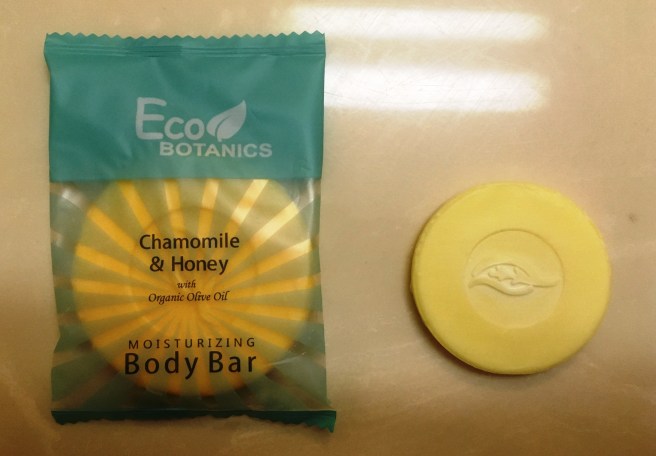 Eco
BOTANICS
Chamomile
& Honey
with
Organic Olive Oil
MOISTURIZING
Body Bar